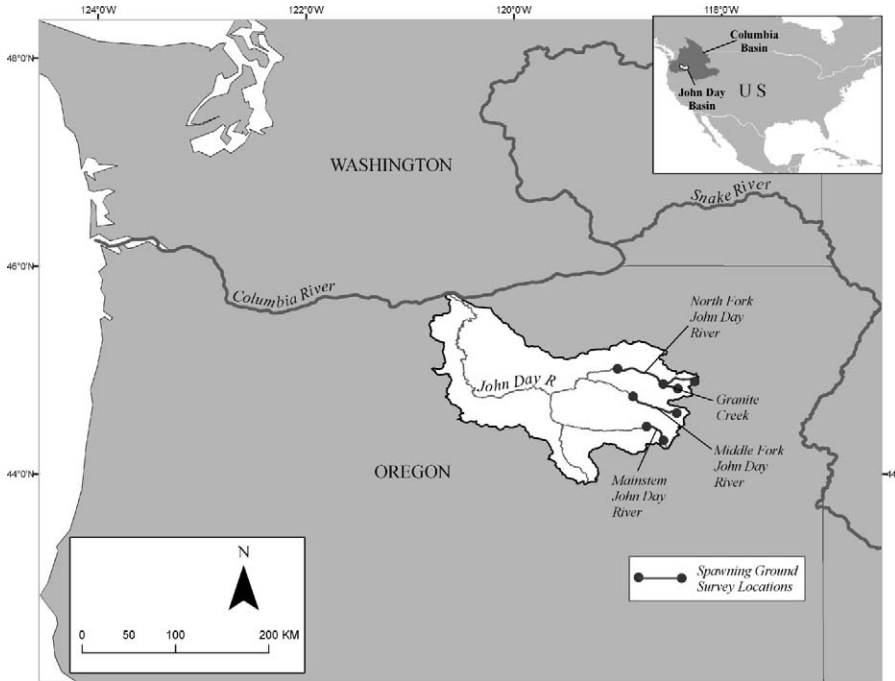 124°0'W
122°0'W
120°0'W
118°0'W
48°0'N
46°0'N
46°0'N
44°0'N
Columbia
Basin
U S
John Day
Basin
WASHINGTON
Snake River
Columbia River
North Fork
John Day
River
John Day R
Granite
Creek
Middle Fork
John Day
River
Mainstem
John Day
River
OREGON
N
0 50 100 200 KM
Spawning Ground
Survey Locations